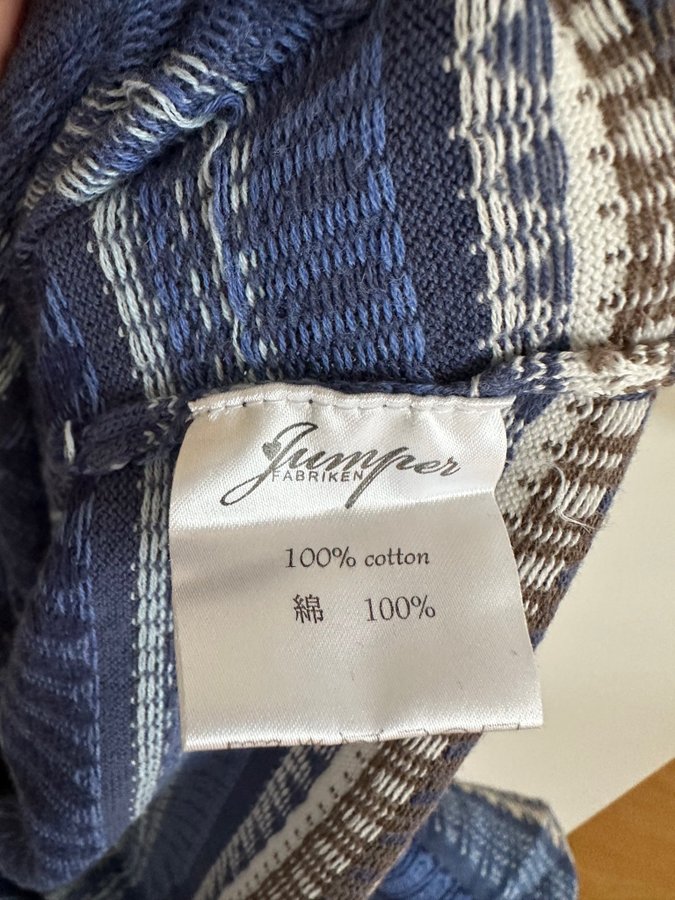 Jumper
FABRIKEN
100% cotton
綿 100%